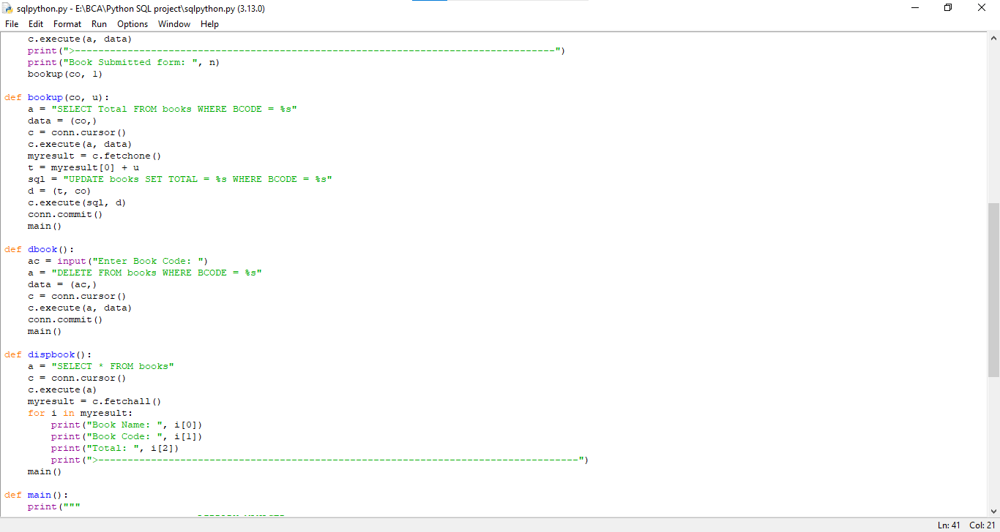 sqlpython.py - E:\BCA\Python SQL project\sqlpython.py (3.13.0)
File Edit Format Run Options Window Help
    c.execute(a, data)
    print(">----------------------------------------------------------------------------------")
    print("Book Submitted form: ", n)
    bookup(co, 1)

def bookup(co, u):
    a = "SELECT Total FROM books WHERE BCODE = %s"
    data = (co,)
    c = conn.cursor()
    c.execute(a, data)
    myresult = c.fetchone()
    t = myresult[0] + u
    sql = "UPDATE books SET TOTAL = %s WHERE BCODE = %s"
    d = (t, co)
    c.execute(sql, d)
    conn.commit()
    main()

def dbook():
    ac = input("Enter Book Code: ")
    a = "DELETE FROM books WHERE BCODE = %s"
    data = (ac,)
    c = conn.cursor()
    c.execute(a, data)
    conn.commit()
    main()

def dispbook():
    a = "SELECT * FROM books"
    c = conn.cursor()
    c.execute(a)
    myresult = c.fetchall()
    for i in myresult:
        print("Book Name: ", i[0])
        print("Book Code: ", i[1])
        print("Total: ", i[2])
        print(">----------------------------------------------------------------------------------")
    main()

def main():
    print("""
Ln: 41 Col: 21